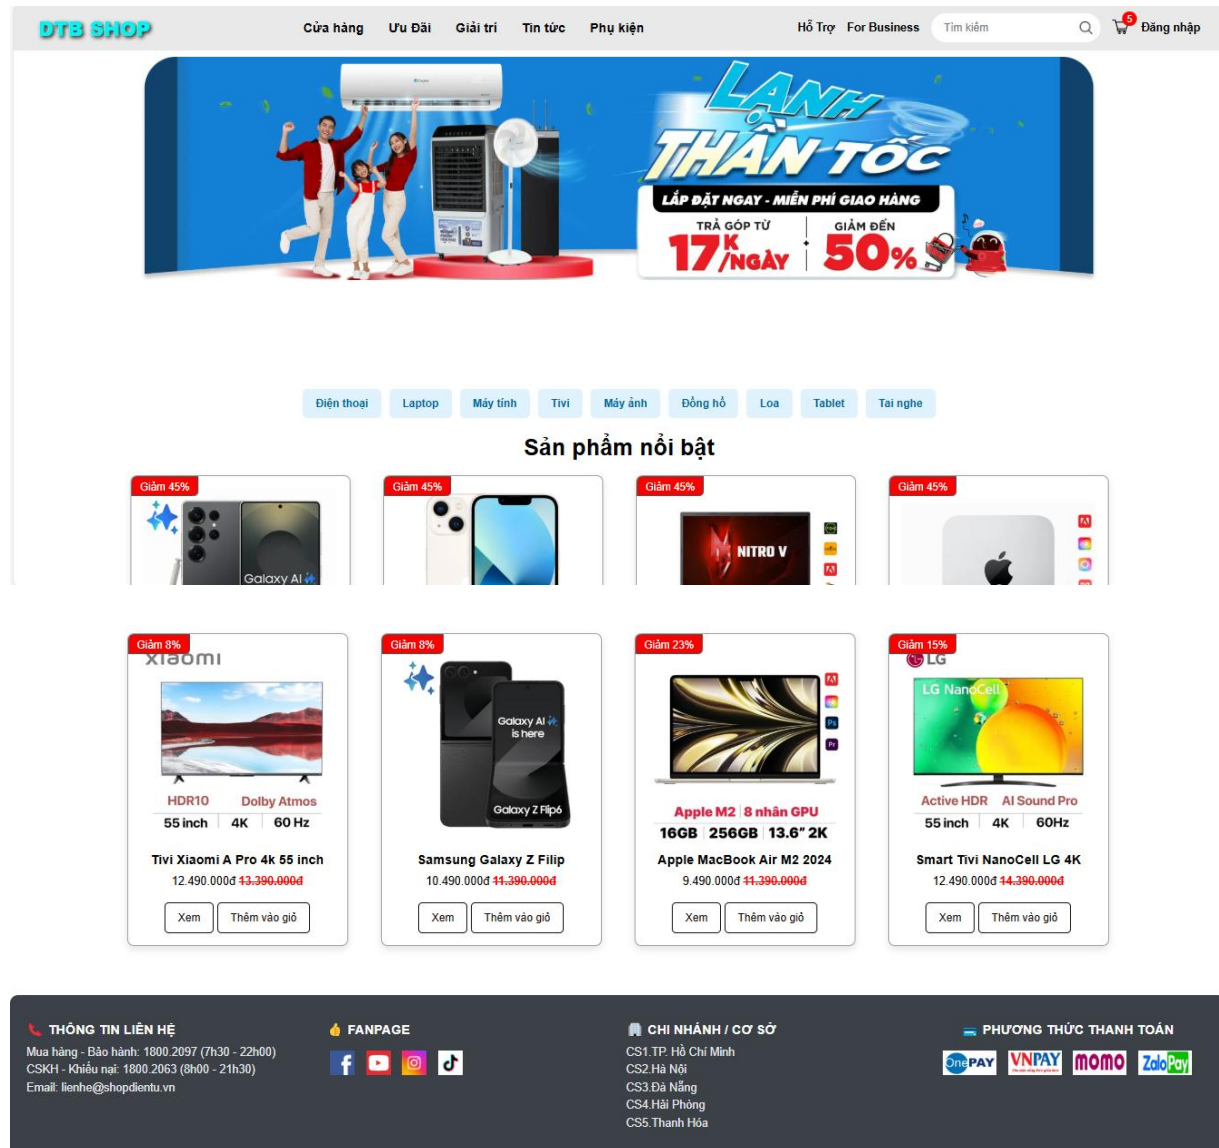 DTB SHOP
Cửa hàng Ưu Đãi Giải trí Tin tức Phụ kiện
Hỗ Trợ For Business Tìm kiếm 5 Đăng nhập
LẠNH
THẦN TỐC
LẮP ĐẶT NGAY - MIỄN PHÍ GIAO HÀNG
TRẢ GÓP TỪ
17K/NGÀY
GIẢM ĐẾN
50%
Điện thoại Laptop Máy tính Tivi Máy ảnh Đồng hồ Loa Tablet Tai nghe
Sản phẩm nổi bật
Giảm 45% Giảm 45% Giảm 45% Giảm 45%
Galaxy AI
NITRO V
Giảm 8% Giảm 8% Giảm 23% Giảm 15%
xiaomi
LG
LG NanoCell
Galaxy AI
is here
Galaxy Z Flip6
Ps
Pr
HDR10 Dolby Atmos
55 inch 4K 60 Hz
Apple M2 8 nhân GPU
16GB 256GB 13.6” 2K
Active HDR AI Sound Pro
55 inch 4K 60Hz
Tivi Xiaomi A Pro 4k 55 inch
12.490.000đ 13.390.000đ
Xem Thêm vào giỏ
Samsung Galaxy Z Filip
10.490.000đ 11.390.000đ
Xem Thêm vào giỏ
Apple MacBook Air M2 2024
9.490.000đ 11.390.000đ
Xem Thêm vào giỏ
Smart Tivi NanoCell LG 4K
12.490.000đ 14.390.000đ
Xem Thêm vào giỏ
THÔNG TIN LIÊN HỆ
Mua hàng - Bảo hành: 1800.2097 (7h30 - 22h00)
CSKH - Khiếu nại: 1800.2063 (8h00 - 21h30)
Email: lienhe@shopdientu.vn
FANPAGE
CHI NHÁNH / CƠ SỞ
CS1.TP. Hồ Chí Minh
CS2.Hà Nội
CS3.Đà Nẵng
CS4.Hải Phòng
CS5.Thanh Hóa
PHƯƠNG THỨC THANH TOÁN
OnePAY VNPAY momo ZaloPay